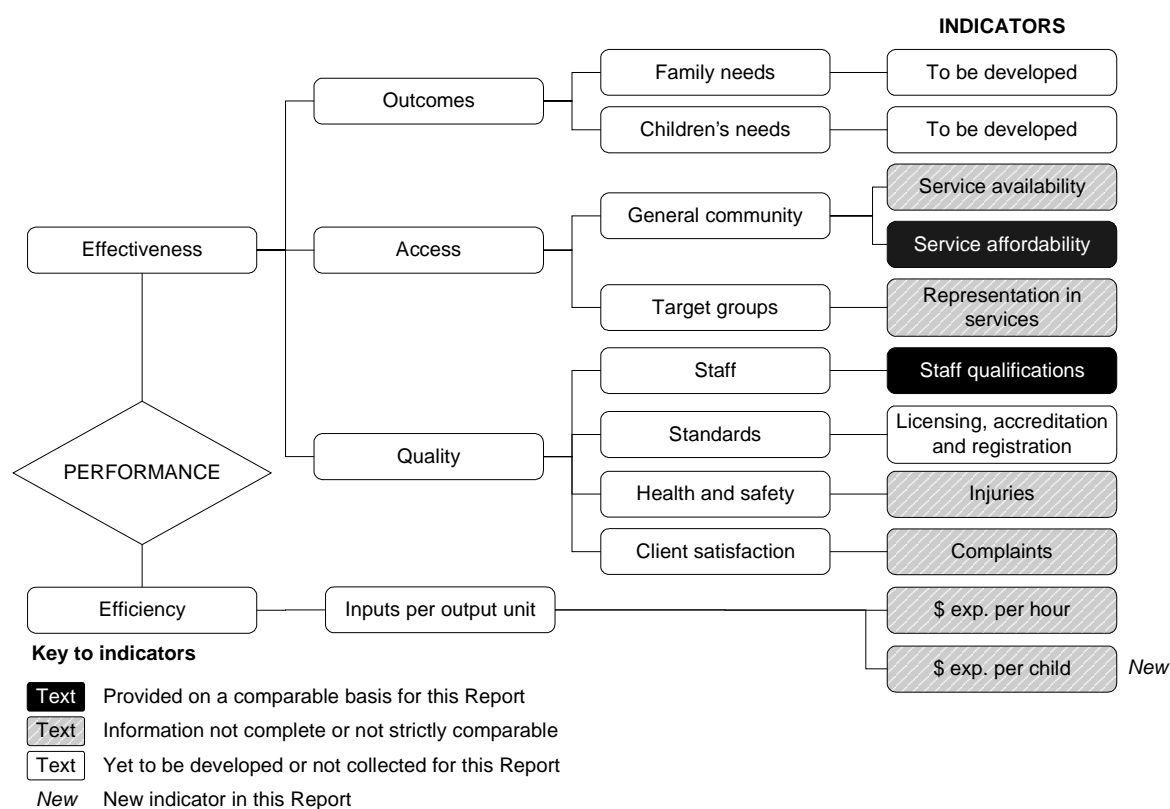 INDICATORS
Family needs
To be developed
Outcomes
Children's needs
To be developed
Service availability
General community
Effectiveness
Access
Service affordability
Target groups
Representation in
services
Staff
Staff qualifications
Quality
Standards
Licensing, accreditation
and registration
PERFORMANCE
Health and safety
Injuries
Client satisfaction
Complaints
Efficiency
Inputs per output unit
$ exp. per hour
$ exp. per child
New
Key to indicators
Text Provided on a comparable basis for this Report
Text Information not complete or not strictly comparable
Text Yet to be developed or not collected for this Report
New New indicator in this Report